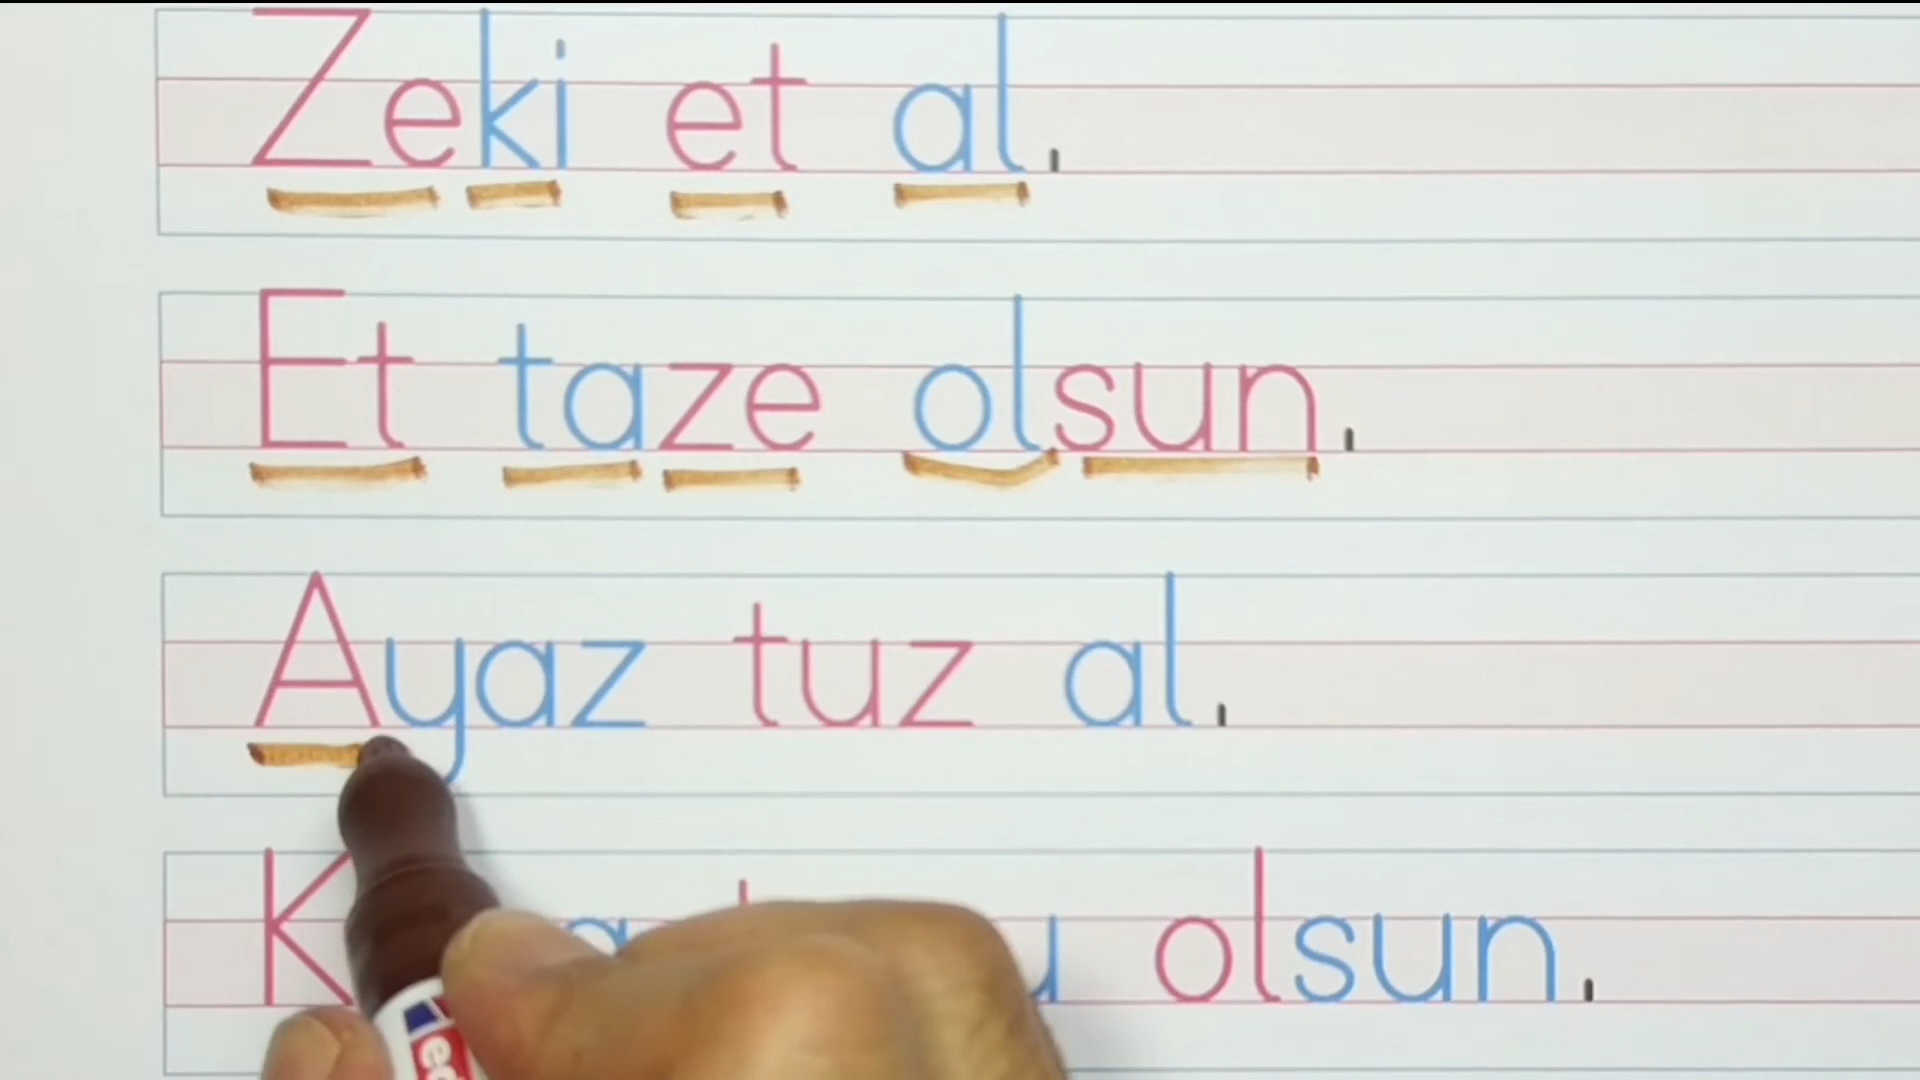 Zeki et al.
Et taze olsun.
Ayaz tuz al.
olsun.